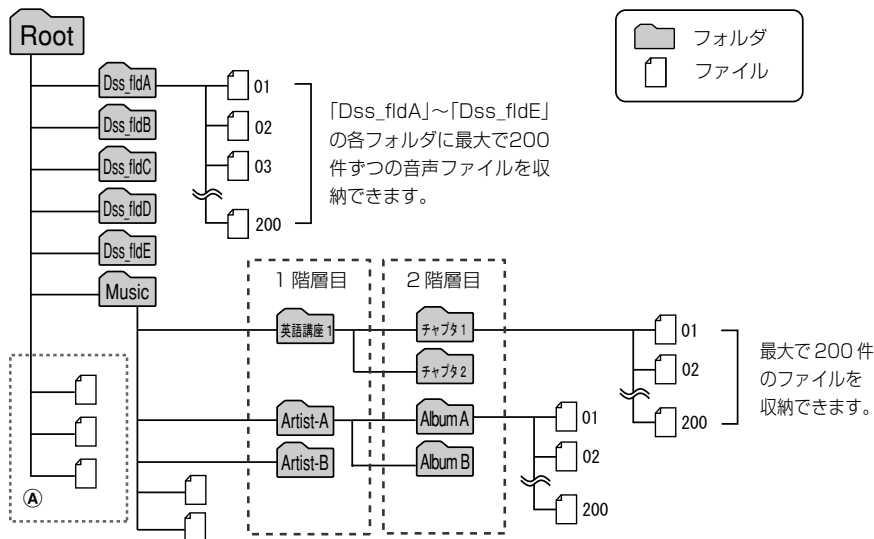 Root
フォルダ
ファイル
Dss_fldA
Dss_fldB
Dss_fldC
Dss_fldD
Dss_fldE
Music
01
02
03
200
「Dss_fldA」～「Dss_fldE」
の各フォルダに最大で200
件ずつの音声ファイルを収
納できます。
1 階層目
2 階層目
英語講座 1
チャプタ 1
チャプタ 2
01
02
200
最大で 200 件
のファイルを
収納できます。
Artist-A
Album A
Artist-B
Album B
01
02
200
Ⓐ